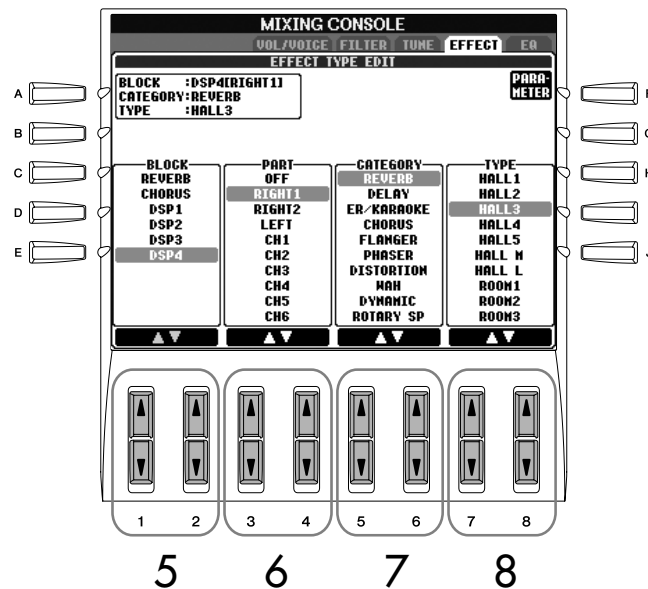 MIXING CONSOLE
VOL/VOICE FILTER TUNE EFFECT EQ
EFFECT TYPE EDIT
BLOCK :DSP4[RIGHT1]
CATEGORY:REVERB
TYPE :HALL3
PARA-
METER
A
B
C
D
E
F
G
H
J
BLOCK
REVERB
CHORUS
DSP1
DSP2
DSP3
DSP4
PART
OFF
RIGHT1
RIGHT2
LEFT
CH1
CH2
CH3
CH4
CH5
CH6
CATEGORY
REVERB
DELAY
ER/KARAOKE
CHORUS
FLANGER
PHASER
DISTORTION
WAH
DYNAMIC
ROTARY SP
TYPE
HALL1
HALL2
HALL3
HALL4
HALL5
HALL M
HALL L
ROOM1
ROOM2
ROOM3
1 2 3 4 5 6 7 8
5 6 7 8